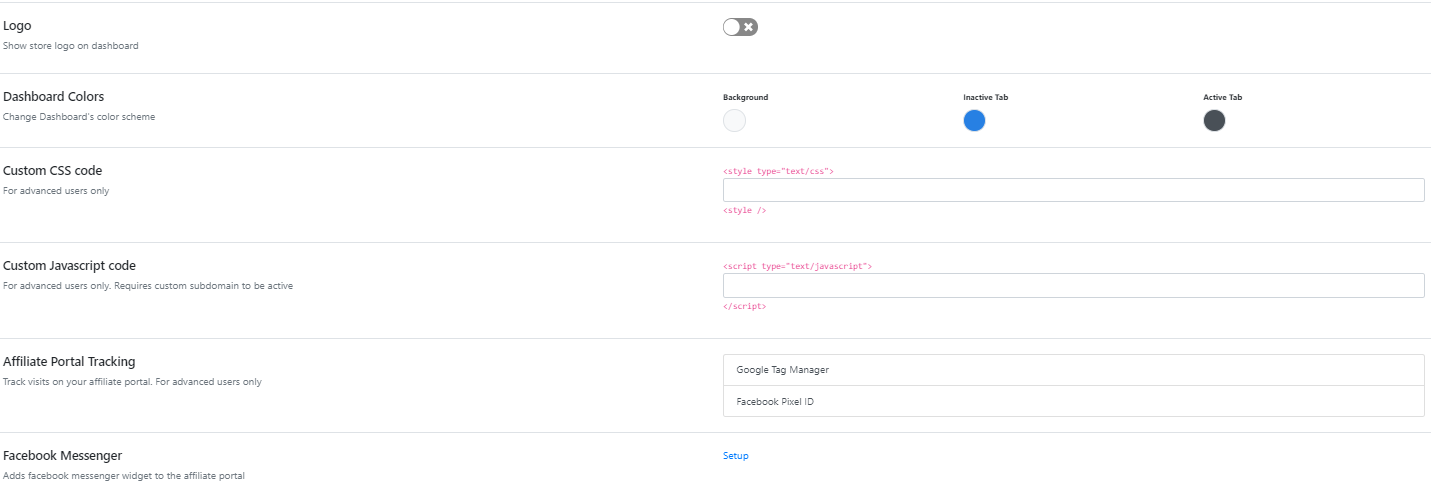 Logo
Show store logo on dashboard
Dashboard Colors
Change Dashboard's color scheme
Background
Inactive Tab
Active Tab
Custom CSS code
For advanced users only
<style type="text/css">
<style />
Custom Javascript code
For advanced users only. Requires custom subdomain to be active
<script type="text/javascript">
</script>
Affiliate Portal Tracking
Track visits on your affiliate portal. For advanced users only
Google Tag Manager
Facebook Pixel ID
Facebook Messenger
Adds facebook messenger widget to the affiliate portal
Setup